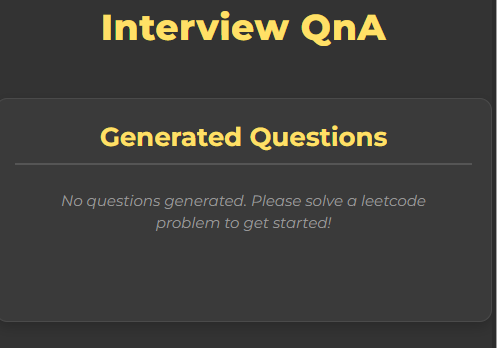 Interview QnA
Generated Questions
No questions generated. Please solve a leetcode
problem to get started!